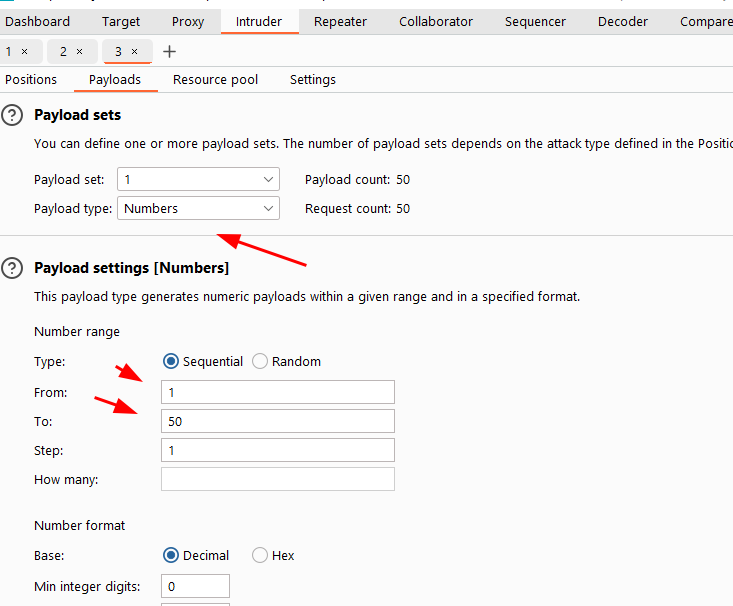 Dashboard Target Proxy Intruder Repeater Collaborator Sequencer Decoder Compare
1 × 2 × 3 × +
Positions Payloads Resource pool Settings
? Payload sets
You can define one or more payload sets. The number of payload sets depends on the attack type defined in the Positio
Payload set: 1 Payload count: 50
Payload type: Numbers Request count: 50
? Payload settings [Numbers]
This payload type generates numeric payloads within a given range and in a specified format.
Number range
Type: Sequential Random
From: 1
To: 50
Step: 1
How many:
Number format
Base: Decimal Hex
Min integer digits: 0